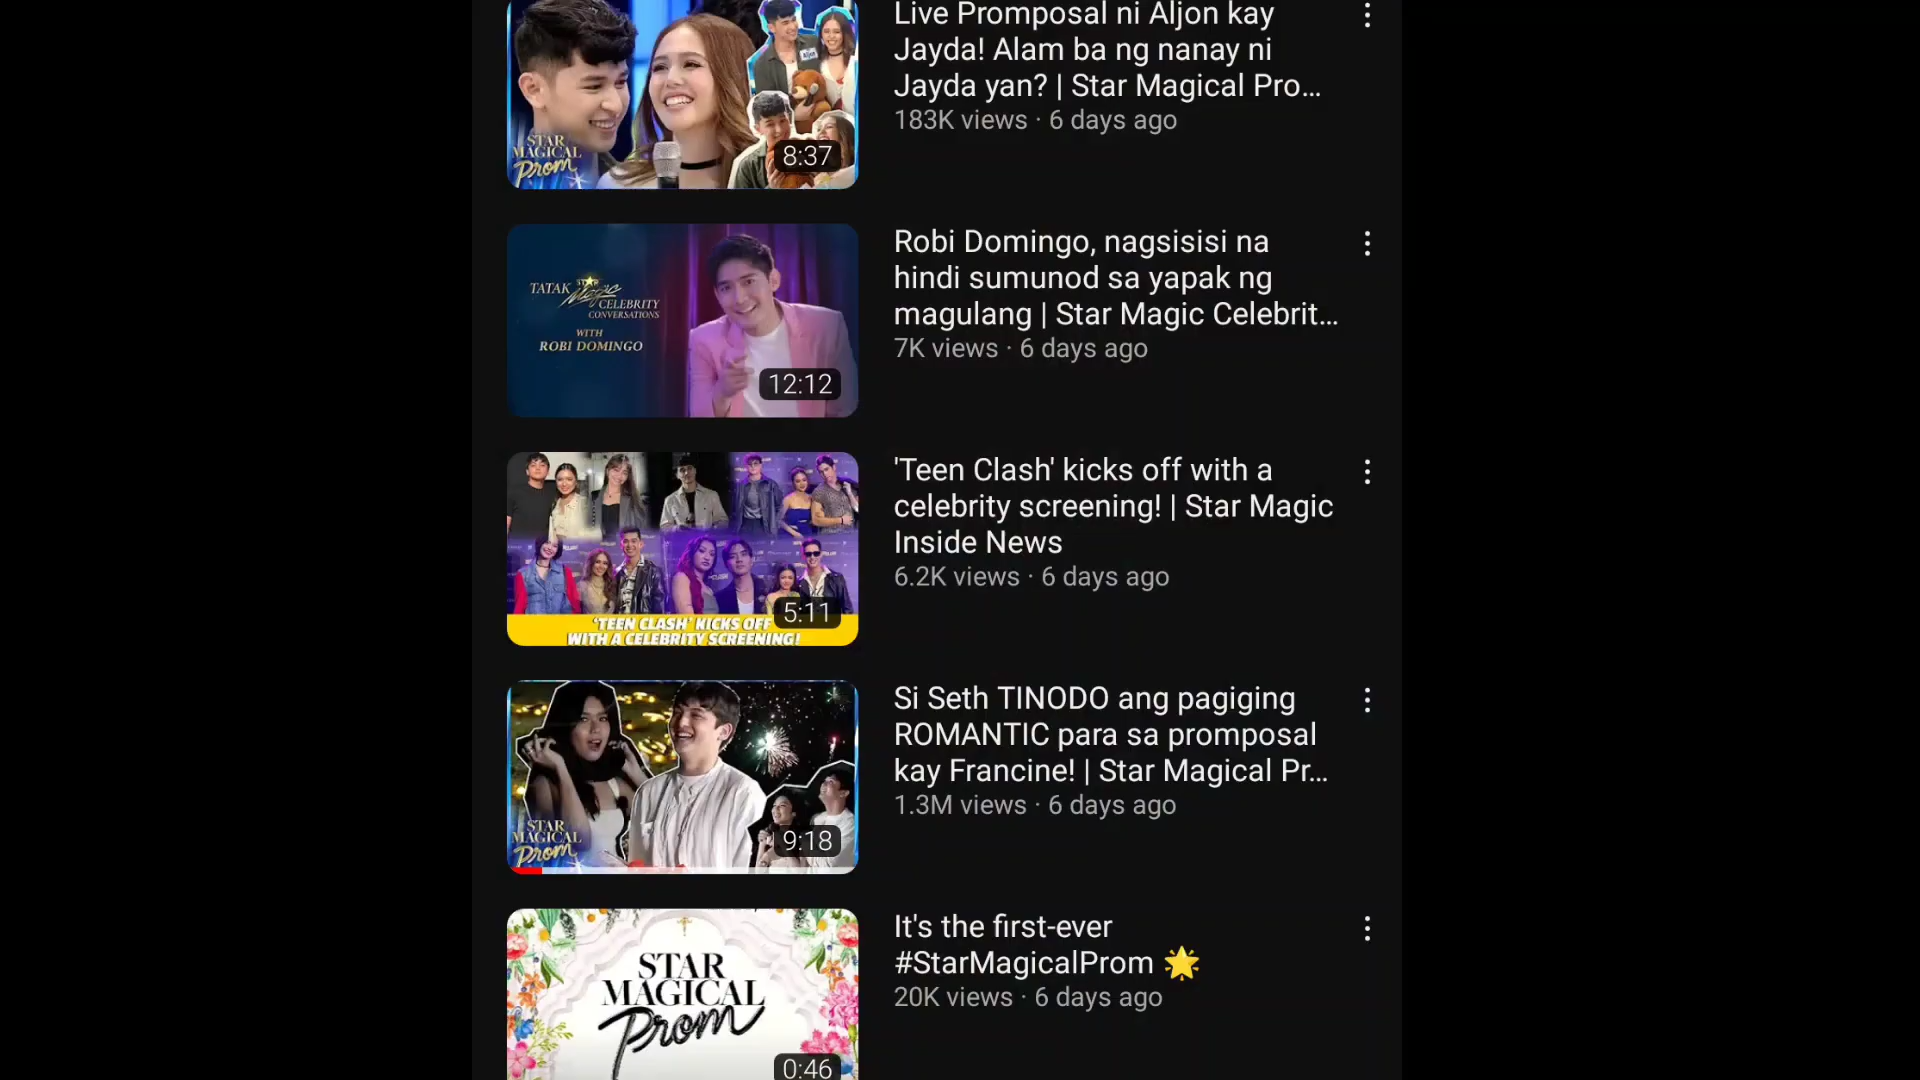 Live Promposal ni Aljon kay
Jayda! Alam ba ng nanay ni
Jayda yan? | Star Magical Pro...
183K views · 6 days ago
STAR
MAGICAL
Prom
8:37
Robi Domingo, nagsisisi na
hindi sumunod sa yapak ng
magulang | Star Magic Celebrit...
7K views · 6 days ago
TATAK STAR Magic CELEBRITY
CONVERSATIONS
WITH
ROBI DOMINGO
12:12
'Teen Clash' kicks off with a
celebrity screening! | Star Magic
Inside News
6.2K views · 6 days ago
5:11
'TEEN CLASH' KICKS OFF
WITH A CELEBRITY SCREENING!
Si Seth TINODO ang pagiging
ROMANTIC para sa promposal
kay Francine! | Star Magical Pr...
1.3M views · 6 days ago
STAR
MAGICAL
Prom
9:18
It's the first-ever
#StarMagicalProm 🌟
20K views · 6 days ago
STAR
MAGICAL
Prom
0:46